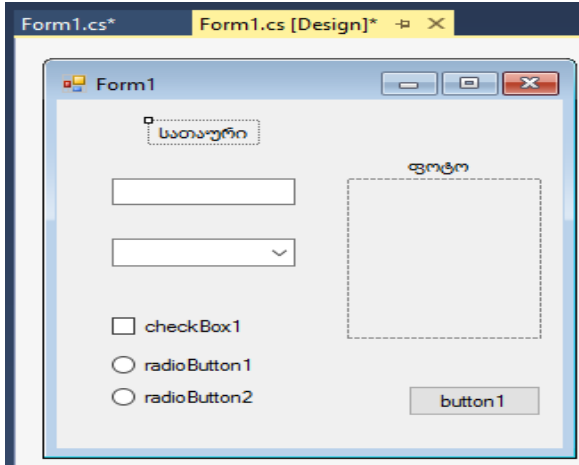 Form1.cs* Form1.cs [Design]*
Form1
სათაური
ფოტო
checkBox1
radioButton1
radioButton2
button1